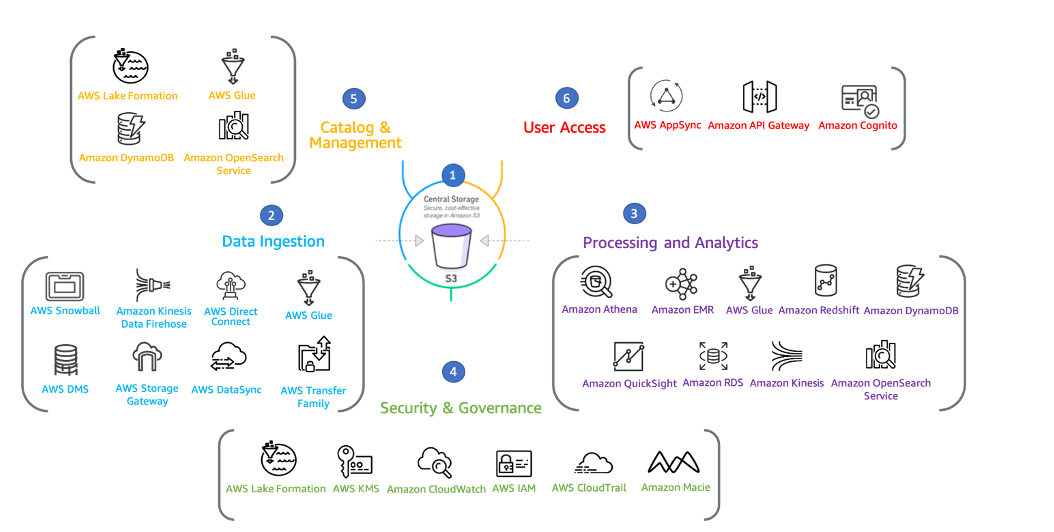 5
Catalog &
Management
AWS Lake Formation
AWS Glue
Amazon DynamoDB
Amazon OpenSearch
Service
6
User Access
AWS AppSync
Amazon API Gateway
Amazon Cognito
1
Central Storage
Secure, cost-effective
storage in Amazon S3
S3
2
Data Ingestion
AWS Snowball
Amazon Kinesis
Data Firehose
AWS Direct
Connect
AWS Glue
AWS DMS
AWS Storage
Gateway
AWS DataSync
AWS Transfer
Family
3
Processing and Analytics
Amazon Athena
Amazon EMR
AWS Glue
Amazon Redshift
Amazon DynamoDB
Amazon QuickSight
Amazon RDS
Amazon Kinesis
Amazon OpenSearch
Service
4
Security & Governance
AWS Lake Formation
AWS KMS
Amazon CloudWatch
AWS IAM
AWS CloudTrail
Amazon Macie